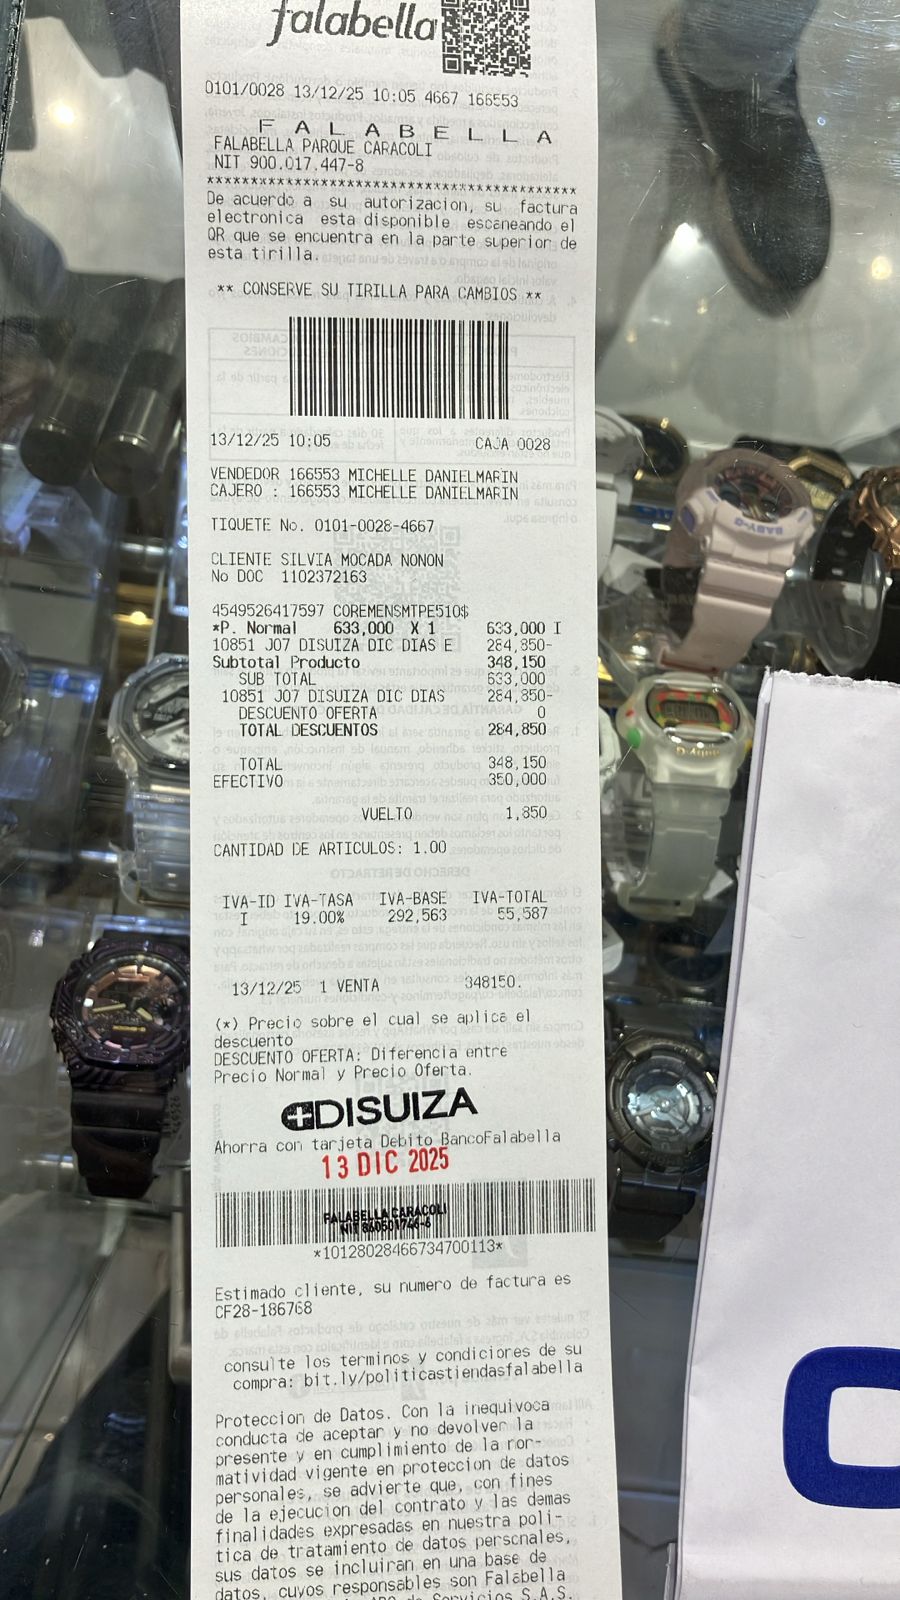 falabella
0101/0028 13/12/25 10:05 4667 166553
F A L A B E L L A
FALABELLA PARQUE CARACOLI
NIT 900.017.447-8
******************************************
De acuerdo a su autorizacion, su factura
electronica esta disponible escaneando el
QR que se encuentra en la parte superior de
esta tirilla.
** CONSERVE SU TIRILLA PARA CAMBIOS **
13/12/25 10:05 CAJA 0028
VENDEDOR 166553 MICHELLE DANIELMARIN
CAJERO : 166553 MICHELLE DANIELMARIN
TIQUETE No. 0101-0028-4667
CLIENTE SILVIA MOCADA NONON
No DOC 1102372163
4549526417597 COREMENSMTPE510$
*P. Normal 633,000 X 1 633,000 I
10851 J07 DISUIZA DIC DIAS E 284,850-
Subtotal Producto 348,150
SUB TOTAL 633,000
10851 J07 DISUIZA DIC DIAS 284,850-
DESCUENTO OFERTA 0
TOTAL DESCUENTOS 284,850
TOTAL 348,150
EFECTIVO 350,000
VUELTO 1,850
CANTIDAD DE ARTICULOS: 1.00
IVA-ID IVA-TASA IVA-BASE IVA-TOTAL
I 19.00% 292,563 55,587
13/12/25 1 VENTA 348150.
(*) Precio sobre el cual se aplica el
descuento
DESCUENTO OFERTA: Diferencia entre
Precio Normal y Precio Oferta.
DISUIZA
Ahorra con tarjeta Debito BancoFalabella
13 DIC 2025
FALABELLA CARACOLI
NIT 860501746-6
*10128028466734700113*
Estimado cliente, su numero de factura es
CF28-186768
consulte los terminos y condiciones de su
compra: bit.ly/politicastiendasfalabella
Proteccion de Datos. Con la inequivoca
conducta de aceptar y no devolver la
presente y en cumplimiento de la nor-
matividad vigente en proteccion de datos
personales, se advierte que, con fines
de la ejecucion del contrato y las demas
finalidades expresadas en nuestra poli-
tica de tratamiento de datos personales,
sus datos se incluiran en una base de
datos, cuyos responsables son Falabella
de Servicios S.A.S.
BABY-G
Baby-G